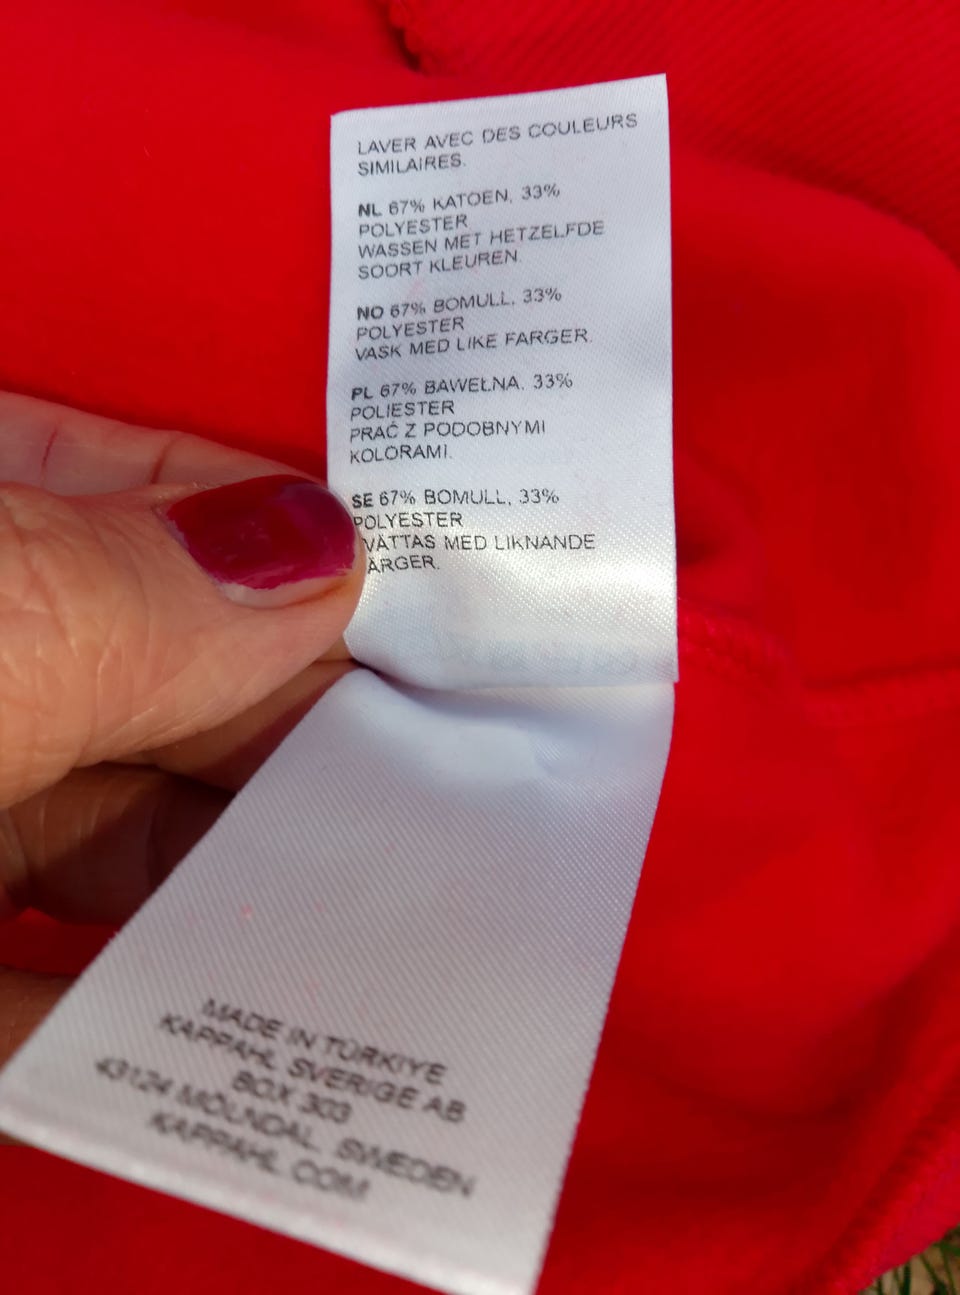 LAVER AVEC DES COULEURS
SIMILAIRES.
NL 67% KATOEN, 33%
POLYESTER
WASSEN MET HETZELFDE
SOORT KLEUREN.
NO 67% BOMULL, 33%
POLYESTER
VASK MED LIKE FARGER.
PL 67% BAWEŁNA, 33%
POLIESTER
PRAĆ Z PODOBNYMI
KOLORAMI.
SE 67% BOMULL, 33%
POLYESTER
VÄTTAS MED LIKNANDE
ÄRGER.
MADE IN TÜRKIYE
KAPPAHL SVERIGE AB
BOX 303
43124 MÖLNDAL, SWEDEN
KAPPAHL.COM